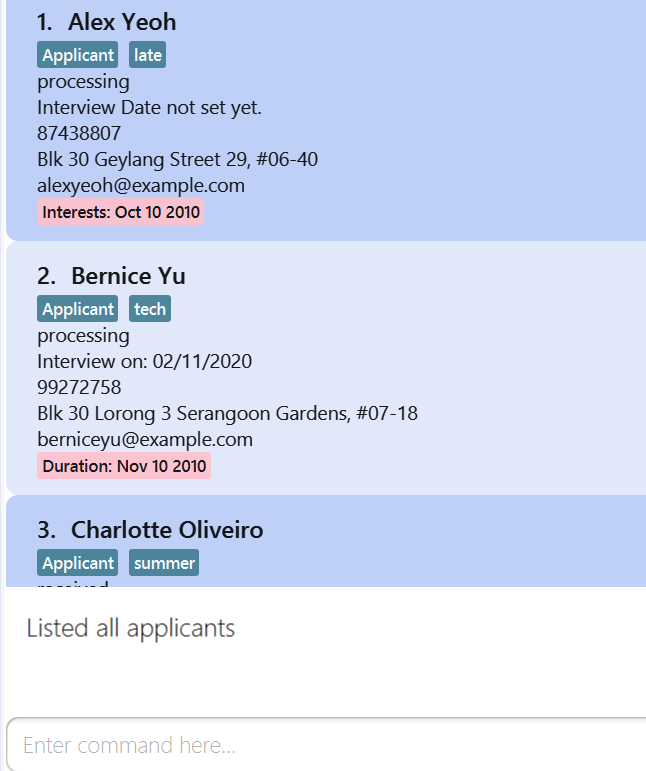 1. Alex Yeoh
Applicant late
processing
Interview Date not set yet.
87438807
Blk 30 Geylang Street 29, #06-40
alexyeoh@example.com
Interests: Oct 10 2010
2. Bernice Yu
Applicant tech
processing
Interview on: 02/11/2020
99272758
Blk 30 Lorong 3 Serangoon Gardens, #07-18
berniceyu@example.com
Duration: Nov 10 2010
3. Charlotte Oliveiro
Applicant summer
Listed all applicants
Enter command here...